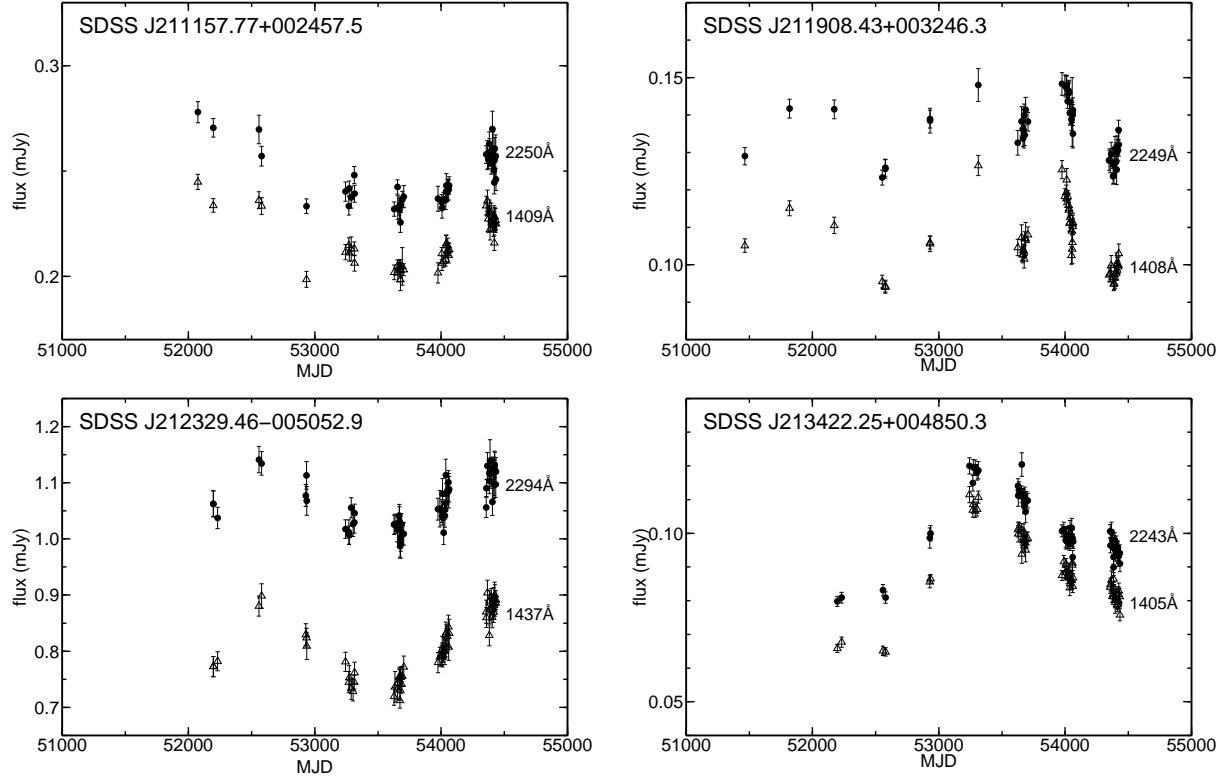 SDSS J211157.77+002457.5
0.3
0.2
flux (mJy)
2250Å
1409Å
51000 52000 53000 54000 55000
MJD
SDSS J211908.43+003246.3
0.15
0.10
flux (mJy)
2249Å
1408Å
51000 52000 53000 54000 55000
MJD
SDSS J212329.46−005052.9
1.2
1.1
1.0
0.9
0.8
0.7
flux (mJy)
2294Å
1437Å
51000 52000 53000 54000 55000
MJD
SDSS J213422.25+004850.3
0.10
0.05
flux (mJy)
2243Å
1405Å
51000 52000 53000 54000 55000
MJD